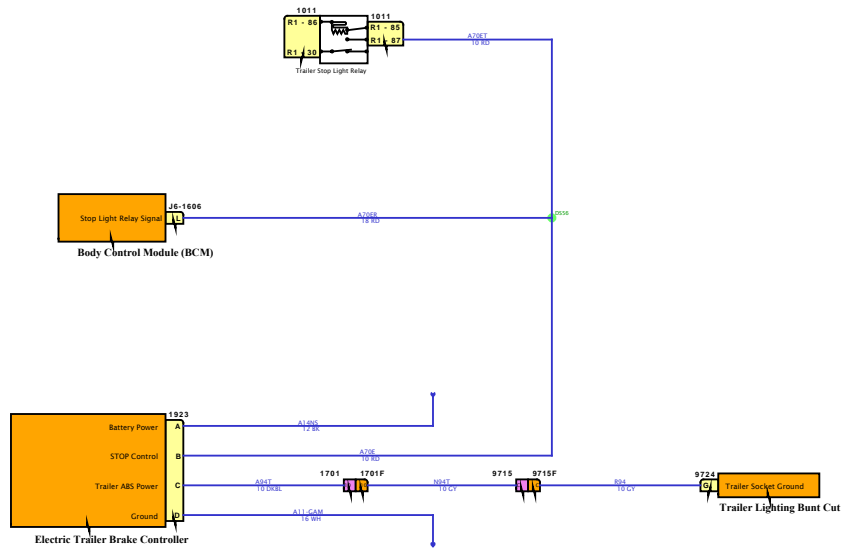 1011
1011
R1 - 86
R1 - 85
R1 - 87
R1 - 30
A70ET
10 RD
Trailer Stop Light Relay
J6-1606
Stop Light Relay Signal
L
A70ER
18 RD
DS56
Body Control Module (BCM)
1923
Battery Power
A
A14NS
12 BK
STOP Control
B
A70E
10 RD
1701
1701F
9715
9715F
9724
Trailer ABS Power
C
A94T
10 DKBL
N94T
10 GY
R94
10 GY
G
Trailer Socket Ground
Trailer Lighting Bunt Cut
Ground
D
A11-GAM
16 WH
Electric Trailer Brake Controller